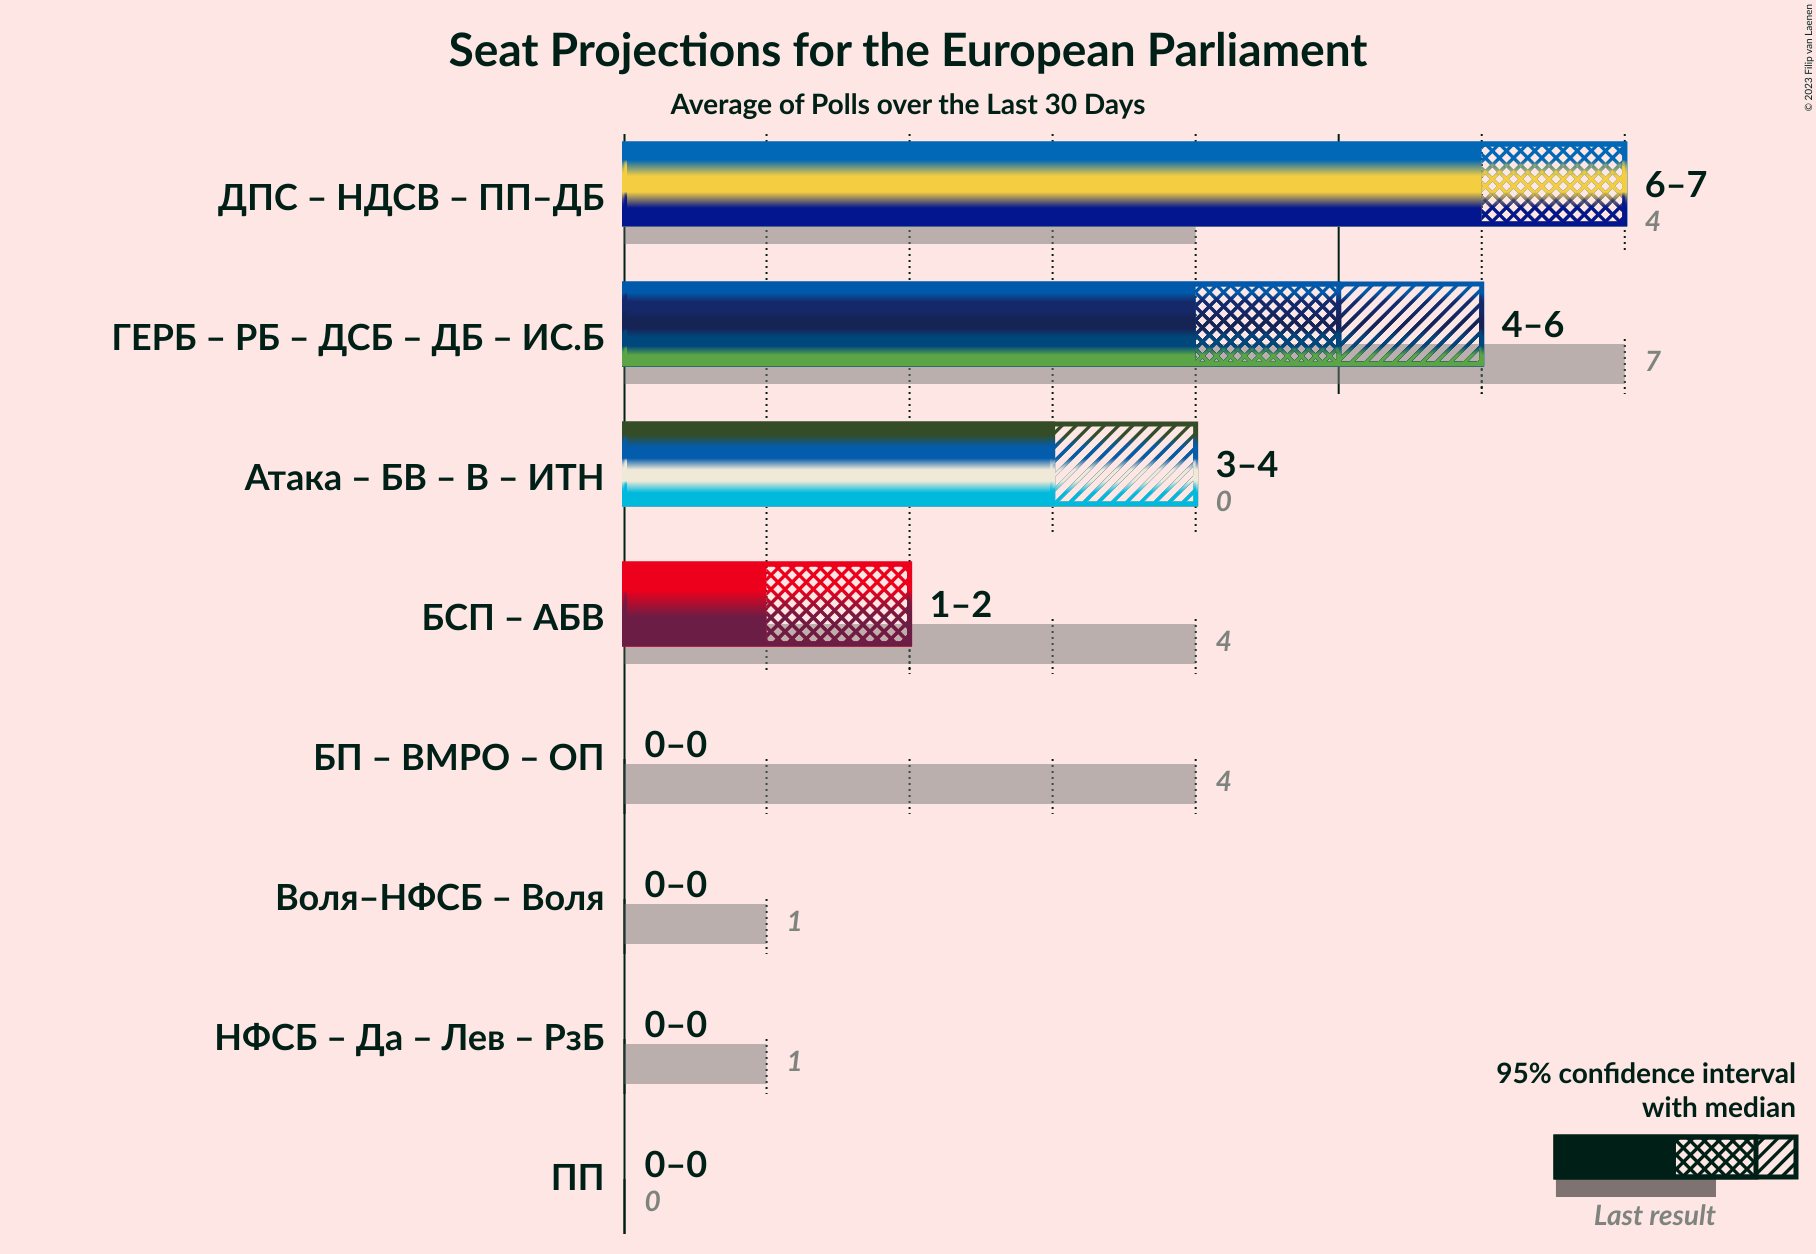 Seat Projections for the European Parliament
Average of Polls over the Last 30 Days
© 2023 Filip van Laenen
ДПС – НДСВ – ПП–ДБ
6–7
4
ГЕРБ – РБ – ДСБ – ДБ – ИС.Б
4–6
7
Атака – БВ – В – ИТН
3–4
0
БСП – АБВ
1–2
4
БП – ВМРО – ОП
0–0
4
Воля–НФСБ – Воля
0–0
1
НФСБ – Да – Лев – РзБ
0–0
1
ПП
0–0
0
95% confidence interval
with median
Last result